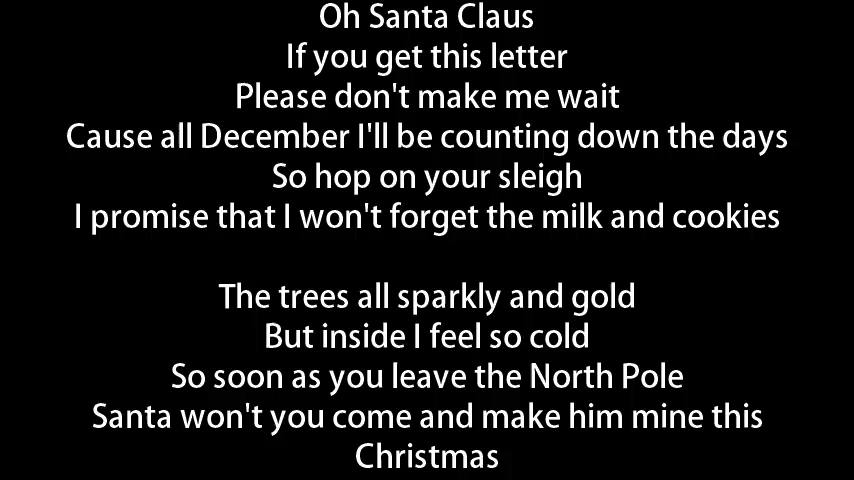 Oh Santa Claus
If you get this letter
Please don't make me wait
Cause all December I'll be counting down the days
So hop on your sleigh
I promise that I won't forget the milk and cookies
The trees all sparkly and gold
But inside I feel so cold
So soon as you leave the North Pole
Santa won't you come and make him mine this
Christmas